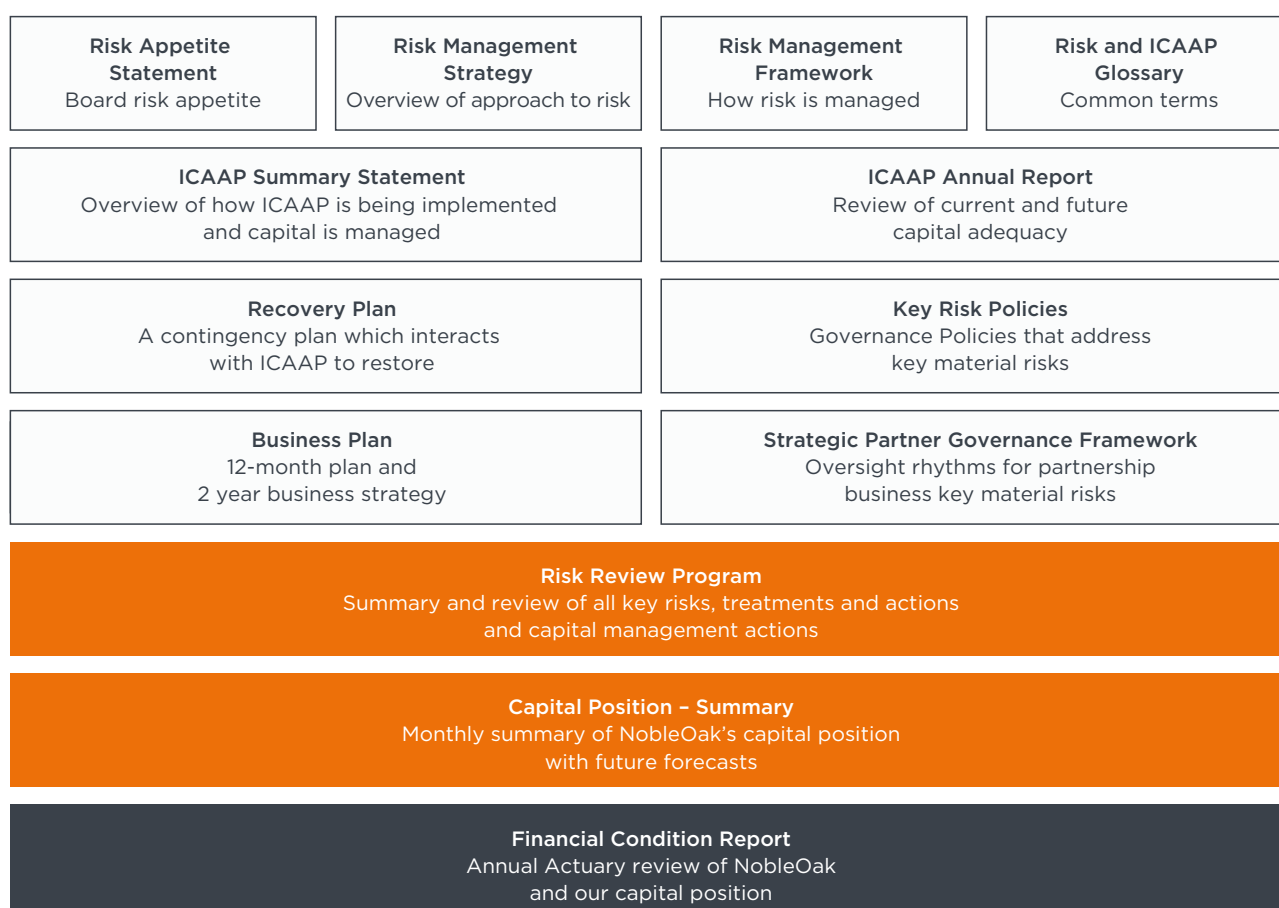 Risk Appetite
Statement
Board risk appetite
Risk Management
Strategy
Overview of approach to risk
Risk Management
Framework
How risk is managed
Risk and ICAAP
Glossary
Common terms
ICAAP Summary Statement
Overview of how ICAAP is being implemented
and capital is managed
ICAAP Annual Report
Review of current and future
capital adequacy
Recovery Plan
A contingency plan which interacts
with ICAAP to restore
Key Risk Policies
Governance Policies that address
key material risks
Business Plan
12-month plan and
2 year business strategy
Strategic Partner Governance Framework
Oversight rhythms for partnership
business key material risks
Risk Review Program
Summary and review of all key risks, treatments and actions
and capital management actions
Capital Position – Summary
Monthly summary of NobleOak's capital position
with future forecasts
Financial Condition Report
Annual Actuary review of NobleOak
and our capital position